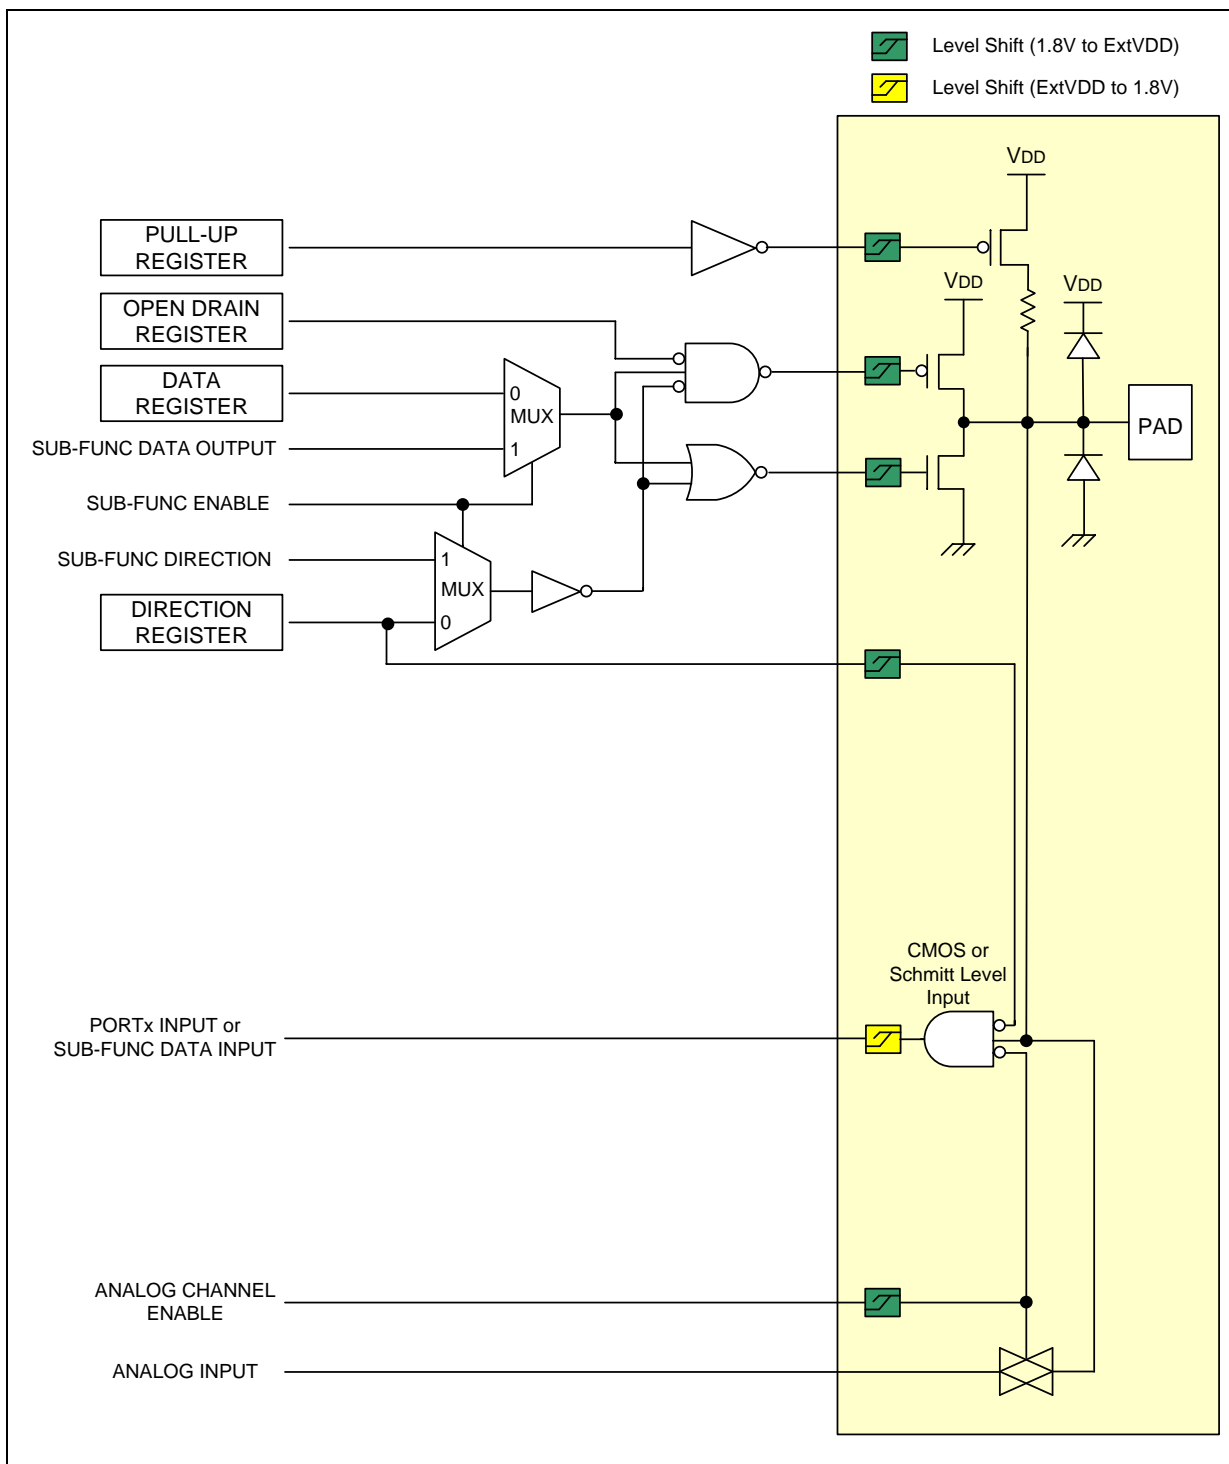 Level Shift (1.8V to ExtVDD)
Level Shift (ExtVDD to 1.8V)
VDD
PULL-UP
REGISTER
VDD
VDD
OPEN DRAIN
REGISTER
DATA
REGISTER
0
MUX
1
PAD
SUB-FUNC DATA OUTPUT
SUB-FUNC ENABLE
SUB-FUNC DIRECTION
1
MUX
0
DIRECTION
REGISTER
CMOS or
Schmitt Level
Input
PORTx INPUT or
SUB-FUNC DATA INPUT
ANALOG CHANNEL
ENABLE
ANALOG INPUT